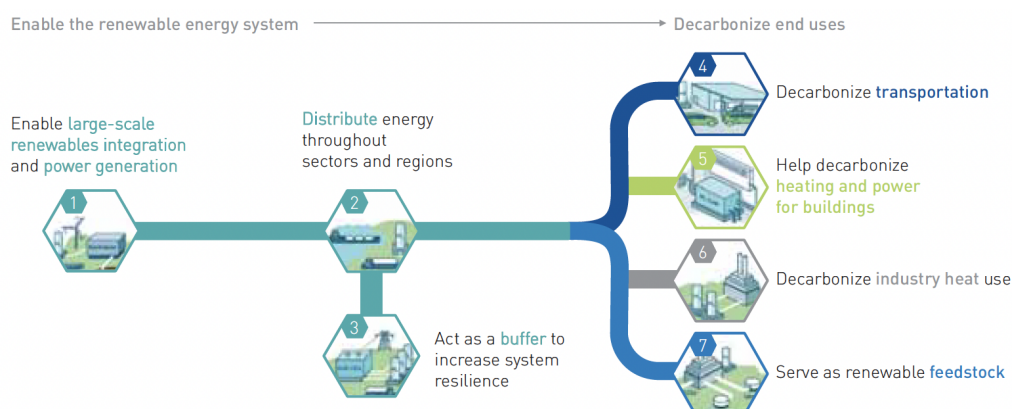 Enable the renewable energy system
Decarbonize end uses
Enable large-scale
renewables integration
and power generation
1
Distribute energy
throughout
sectors and regions
2
3
Act as a buffer to
increase system
resilience
4
Decarbonize transportation
5
Help decarbonize
heating and power
for buildings
6
Decarbonize industry heat use
7
Serve as renewable feedstock